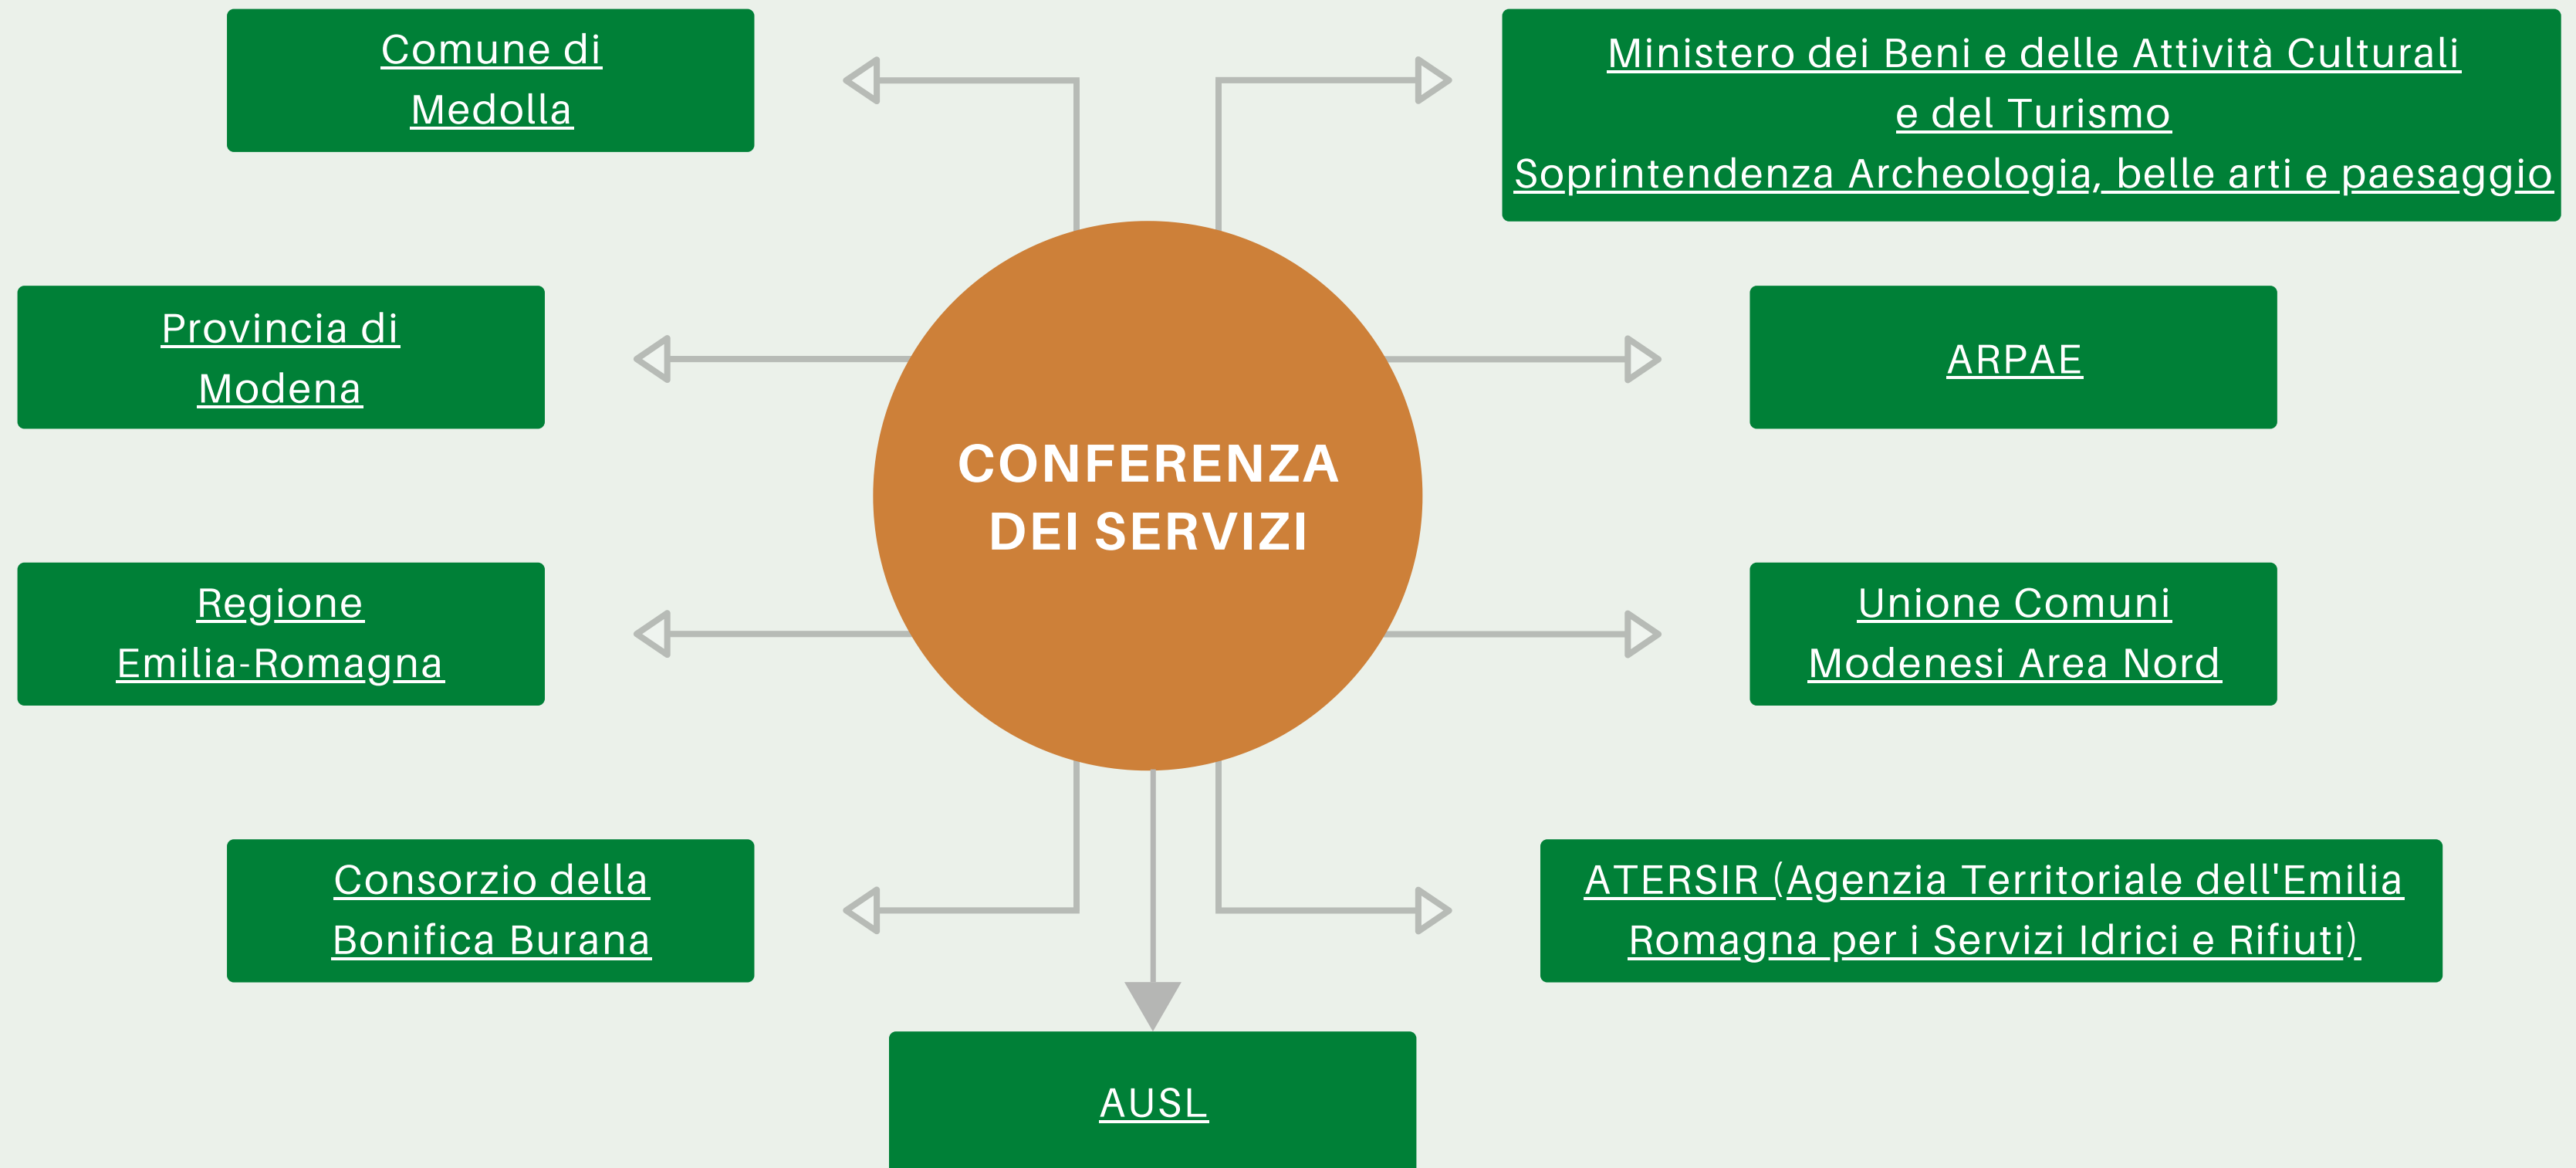 Comune di
Medolla
Ministero dei Beni e delle Attività Culturali
e del Turismo
Soprintendenza Archeologia, belle arti e paesaggio
Provincia di
Modena
ARPAE
CONFERENZA
DEI SERVIZI
Regione
Emilia-Romagna
Unione Comuni
Modenesi Area Nord
Consorzio della
Bonifica Burana
ATERSIR (Agenzia Territoriale dell'Emilia
Romagna per i Servizi Idrici e Rifiuti)
AUSL